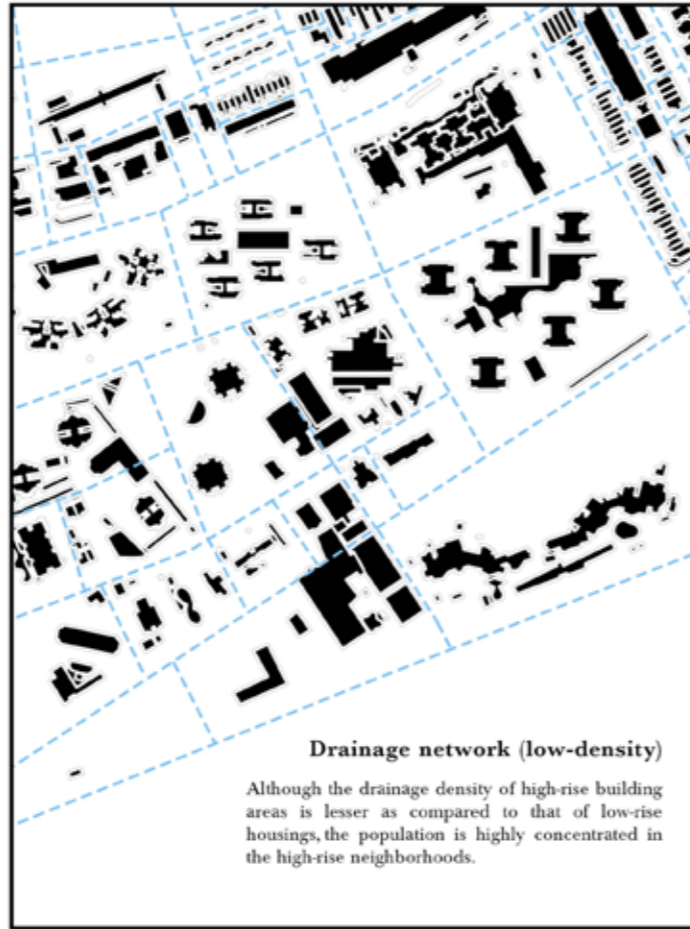 Drainage network (low-density)
Although the drainage density of high-rise building
areas is lesser as compared to that of low-rise
housings, the population is highly concentrated in
the high-rise neighborhoods.